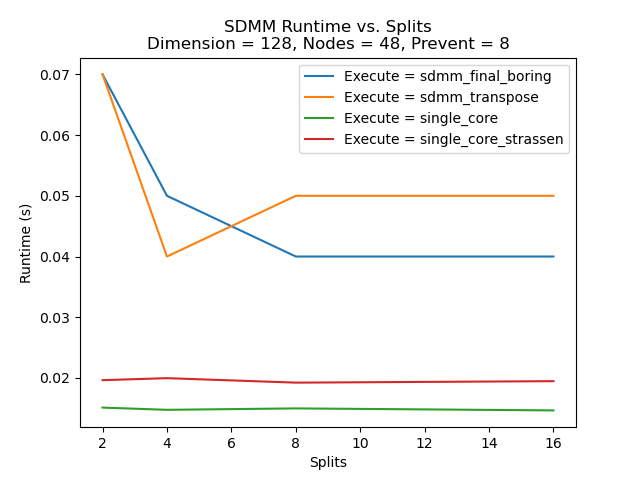 SDMM Runtime vs. Splits
Dimension = 128, Nodes = 48, Prevent = 8
Execute = sdmm_final_boring
Execute = sdmm_transpose
Execute = single_core
Execute = single_core_strassen
Runtime (s)
0.07
0.06
0.05
0.04
0.03
0.02
2 4 6 8 10 12 14 16
Splits